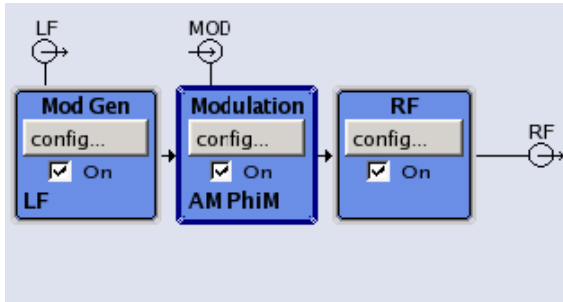 LF
MOD
Mod Gen
config...
On
LF
Modulation
config...
On
AM PhiM
RF
config...
On
RF